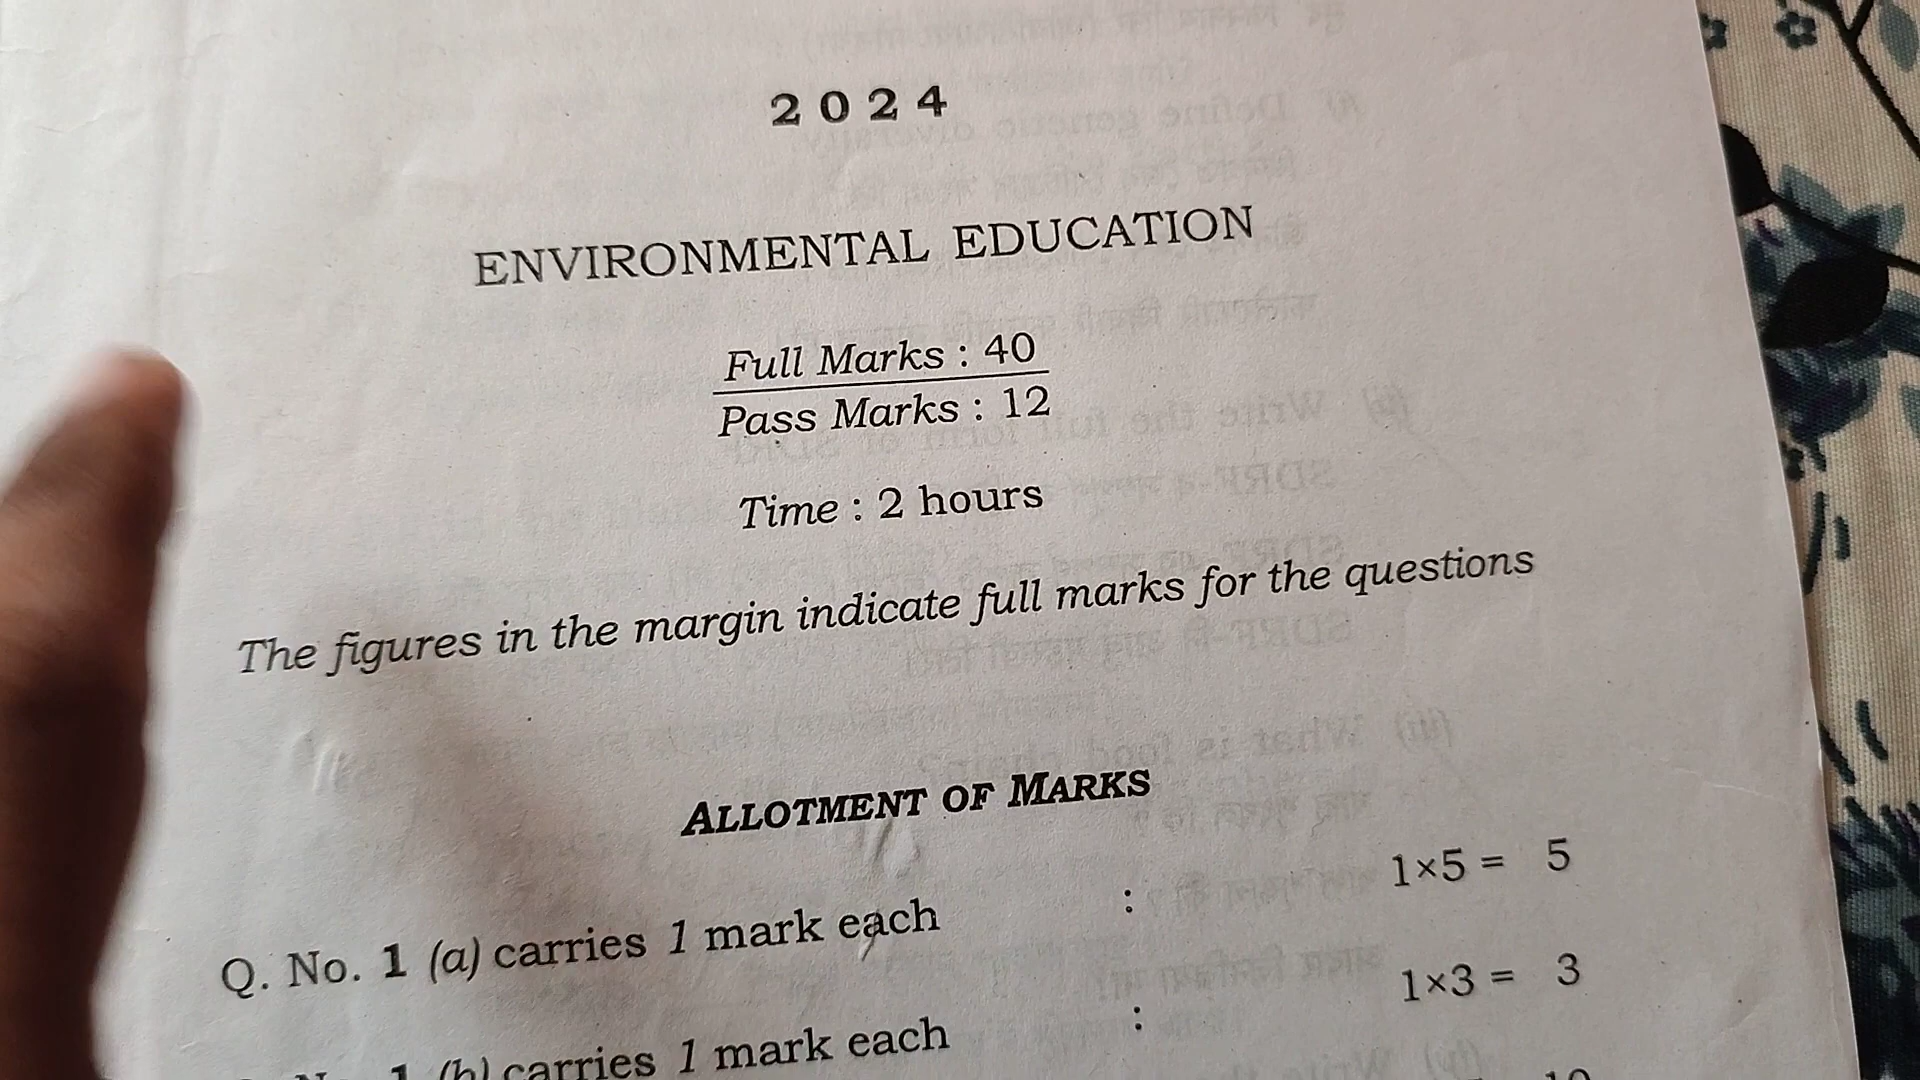 2024
ENVIRONMENTAL EDUCATION
Full Marks : 40
Pass Marks : 12
Time : 2 hours
The figures in the margin indicate full marks for the questions
ALLOTMENT OF MARKS
Q. No. 1 (a) carries 1 mark each : 1×5 = 5
1 (b) carries 1 mark each : 1×3 = 3
10